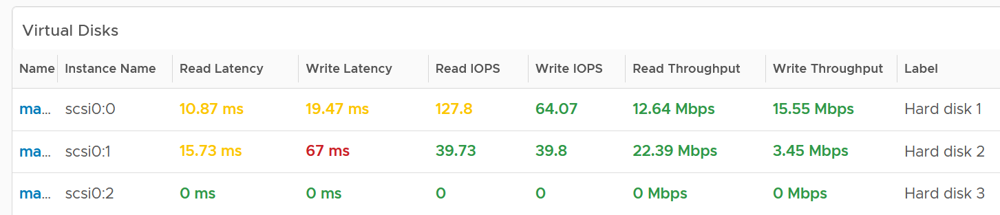 Virtual Disks
Name Instance Name Read Latency Write Latency Read IOPS Write IOPS Read Throughput Write Throughput Label
ma... scsi0:0 10.87 ms 19.47 ms 127.8 64.07 12.64 Mbps 15.55 Mbps Hard disk 1
ma... scsi0:1 15.73 ms 67 ms 39.73 39.8 22.39 Mbps 3.45 Mbps Hard disk 2
ma... scsi0:2 0 ms 0 ms 0 0 0 Mbps 0 Mbps Hard disk 3